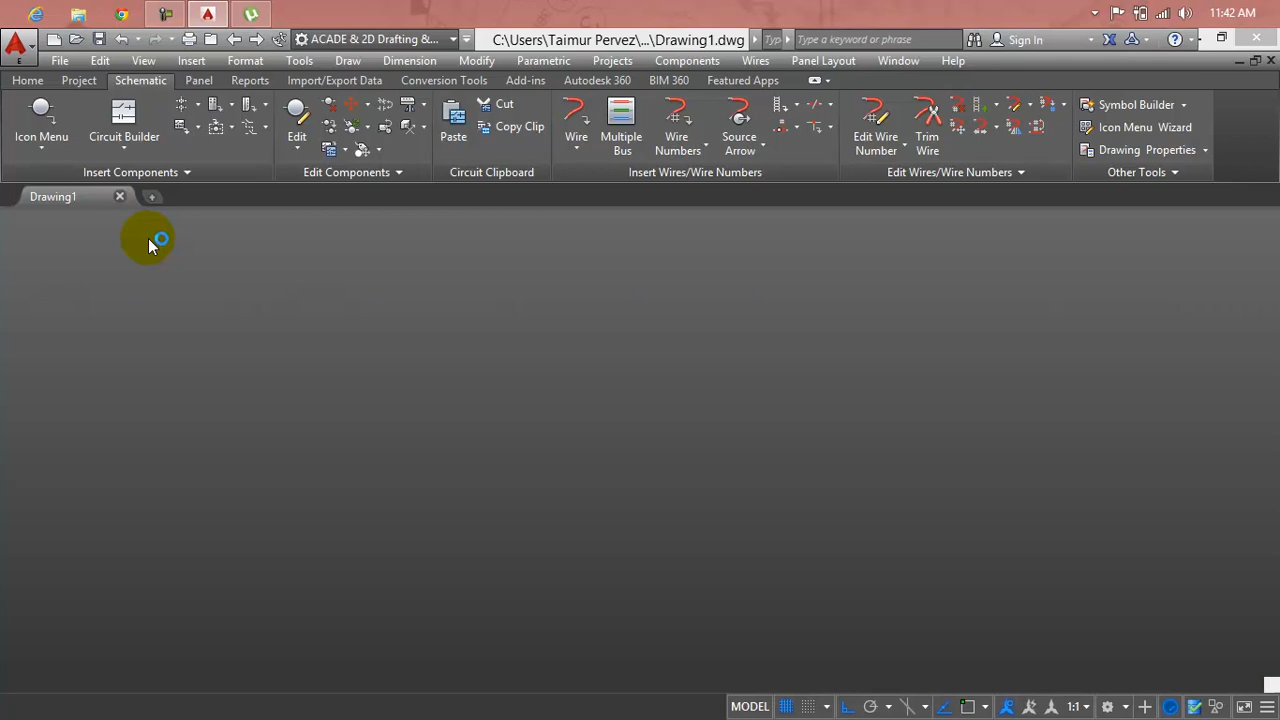 11:42 AM
ACADE & 2D Drafting &... C:\Users\Taimur Pervez\...\Drawing1.dwg Typ Type a keyword or phrase Sign In
E File Edit View Insert Format Tools Draw Dimension Modify Parametric Projects Components Wires Panel Layout Window Help
Home Project Schematic Panel Reports Import/Export Data Conversion Tools Add-ins Autodesk 360 BIM 360 Featured Apps
Icon Menu Circuit Builder Edit Paste Cut Copy Clip Wire Multiple Bus Wire Numbers Source Arrow Edit Wire Number Trim Wire Symbol Builder Icon Menu Wizard Drawing Properties
Insert Components Edit Components Circuit Clipboard Insert Wires/Wire Numbers Edit Wires/Wire Numbers Other Tools
Drawing1
MODEL 1:1